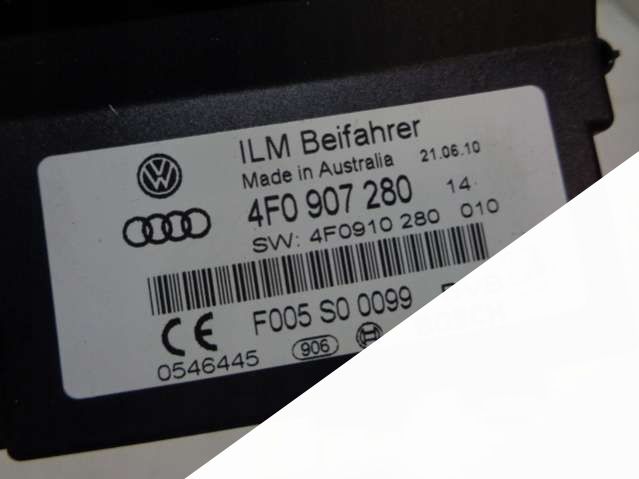 ILM Beifahrer
Made in Australia 21.06.10
4F0 907 280 14
SW: 4F0910 280 010
F005 S0 0099
CE
0546445 906